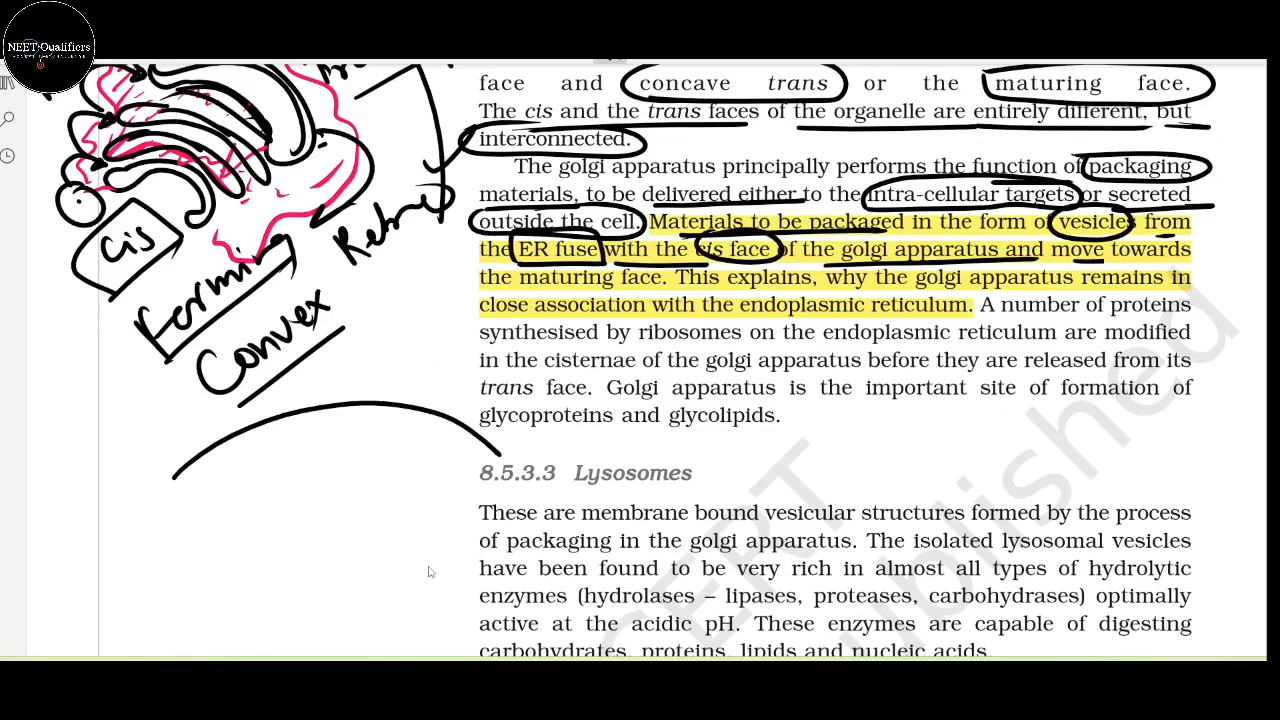 NEET Qualifiers
face and concave trans or the maturing face.
The cis and the trans faces of the organelle are entirely different, but
interconnected.
The golgi apparatus principally performs the function of packaging
materials, to be delivered either to the intra-cellular targets or secreted
outside the cell. Materials to be packaged in the form of vesicles from
the ER fuse with the cis face of the golgi apparatus and move towards
the maturing face. This explains, why the golgi apparatus remains in
close association with the endoplasmic reticulum. A number of proteins
synthesised by ribosomes on the endoplasmic reticulum are modified
in the cisternae of the golgi apparatus before they are released from its
trans face. Golgi apparatus is the important site of formation of
glycoproteins and glycolipids.
8.5.3.3 Lysosomes
These are membrane bound vesicular structures formed by the process
of packaging in the golgi apparatus. The isolated lysosomal vesicles
have been found to be very rich in almost all types of hydrolytic
enzymes (hydrolases – lipases, proteases, carbohydrases) optimally
active at the acidic pH. These enzymes are capable of digesting
carbohydrates, proteins, lipids and nucleic acids.
Cis
Convex